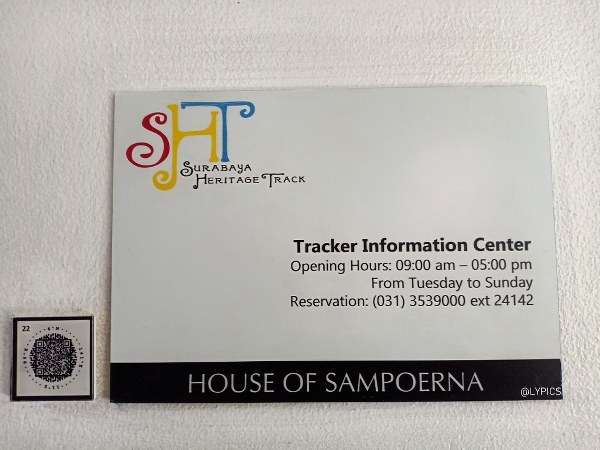 SHT
SURABAYA
HERITAGE TRACK
Tracker Information Center
Opening Hours: 09:00 am – 05:00 pm
From Tuesday to Sunday
Reservation: (031) 3539000 ext 24142
22
HOUSE OF SAMPOERNA
@LYPICS